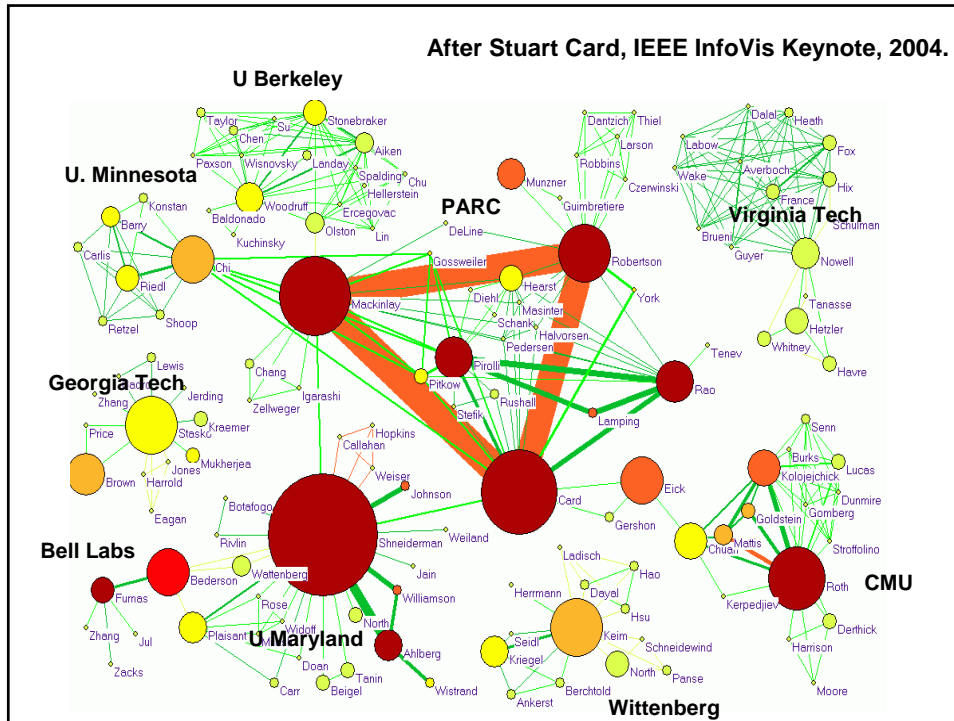 After Stuart Card, IEEE InfoVis Keynote, 2004.
U Berkeley
Taylor
Su
Stonebraker
Chen
Aiken
Paxson
Wisnovsky
Landay
Spalding
Chu
Hellerstein
Woodruff
Ercegovac
Baldonado
Olston
Lin
Kuchinsky
U. Minnesota
Konstan
Barry
Carlis
Chi
Riedl
Retzel
Shoop
PARC
Dantzich
Thiel
Larson
Robbins
Czerwinski
Munzner
Guimbretiere
DeLine
Gossweiler
Robertson
Mackinlay
Hearst
Diehl
Masinter
York
Schank
Halvorsen
Pedersen
Pirolli
Pitkow
Tenev
Rao
Rushall
Stefik
Lamping
Chang
Igarashi
Zellweger
Card
Eick
Gershon
Virginia Tech
Dalal
Heath
Labow
Fox
Averboch
Wake
Hix
France
Schulman
Brueni
Guyer
Nowell
Tanasse
Hetzler
Whitney
Havre
Georgia Tech
Lewis
Zhang
Jerding
Kraemer
Price
Stasko
Mukherjea
Jones
Harrold
Brown
Eagan
Hopkins
Callahan
Weiser
Johnson
Botafogo
Shneiderman
Weiland
Rivlin
Jain
Wattenberg
Williamson
Rose
North
Widoff
U Maryland
Plaisant
Ahlberg
Doan
Tanin
Carr
Beigel
Wistrand
Bell Labs
Bederson
Furnas
Zhang
Jul
Zacks
Ladisch
Hao
Herrmann
Dayal
Hsu
Keim
Schneidewind
Seidl
Kriegel
North
Panse
Berchtold
Ankerst
Wittenberg
CMU
Senn
Burks
Lucas
Kolojejchick
Dunmire
Goldstein
Gomberg
Mattis
Stroffolino
Chuah
Roth
Kerpedjiev
Derthick
Harrison
Moore